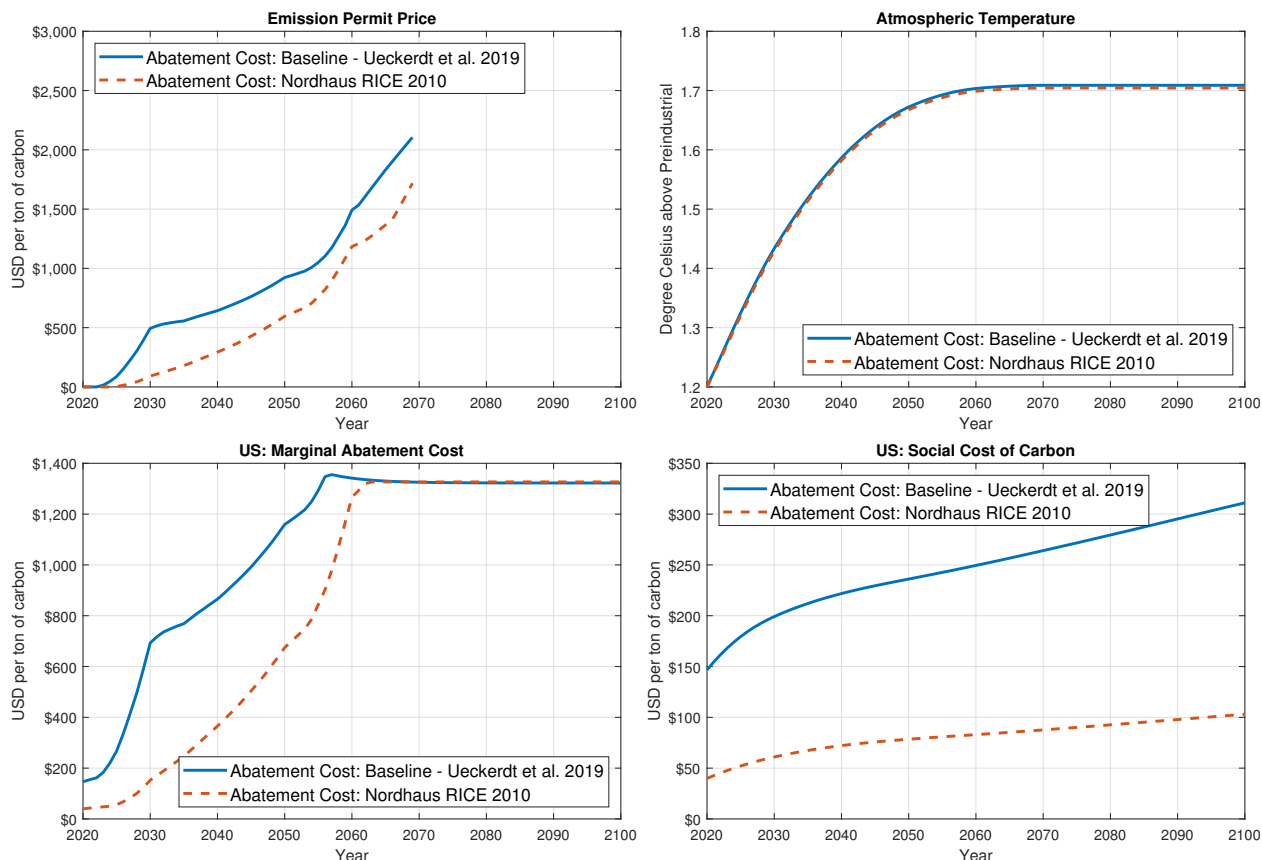 Emission Permit Price
$3,000
$2,500
$2,000
$1,500
$1,000
$500
$0
USD per ton of carbon
Abatement Cost: Baseline - Ueckerdt et al. 2019
Abatement Cost: Nordhaus RICE 2010
2020 2030 2040 2050 2060 2070 2080 2090 2100
Year
Atmospheric Temperature
1.8
1.7
1.6
1.5
1.4
1.3
1.2
Degree Celsius above Preindustrial
Abatement Cost: Baseline - Ueckerdt et al. 2019
Abatement Cost: Nordhaus RICE 2010
2020 2030 2040 2050 2060 2070 2080 2090 2100
Year
US: Marginal Abatement Cost
$1,400
$1,200
$1,000
$800
$600
$400
$200
$0
USD per ton of carbon
Abatement Cost: Baseline - Ueckerdt et al. 2019
Abatement Cost: Nordhaus RICE 2010
2020 2030 2040 2050 2060 2070 2080 2090 2100
Year
US: Social Cost of Carbon
$350
$300
$250
$200
$150
$100
$50
$0
USD per ton of carbon
Abatement Cost: Baseline - Ueckerdt et al. 2019
Abatement Cost: Nordhaus RICE 2010
2020 2030 2040 2050 2060 2070 2080 2090 2100
Year